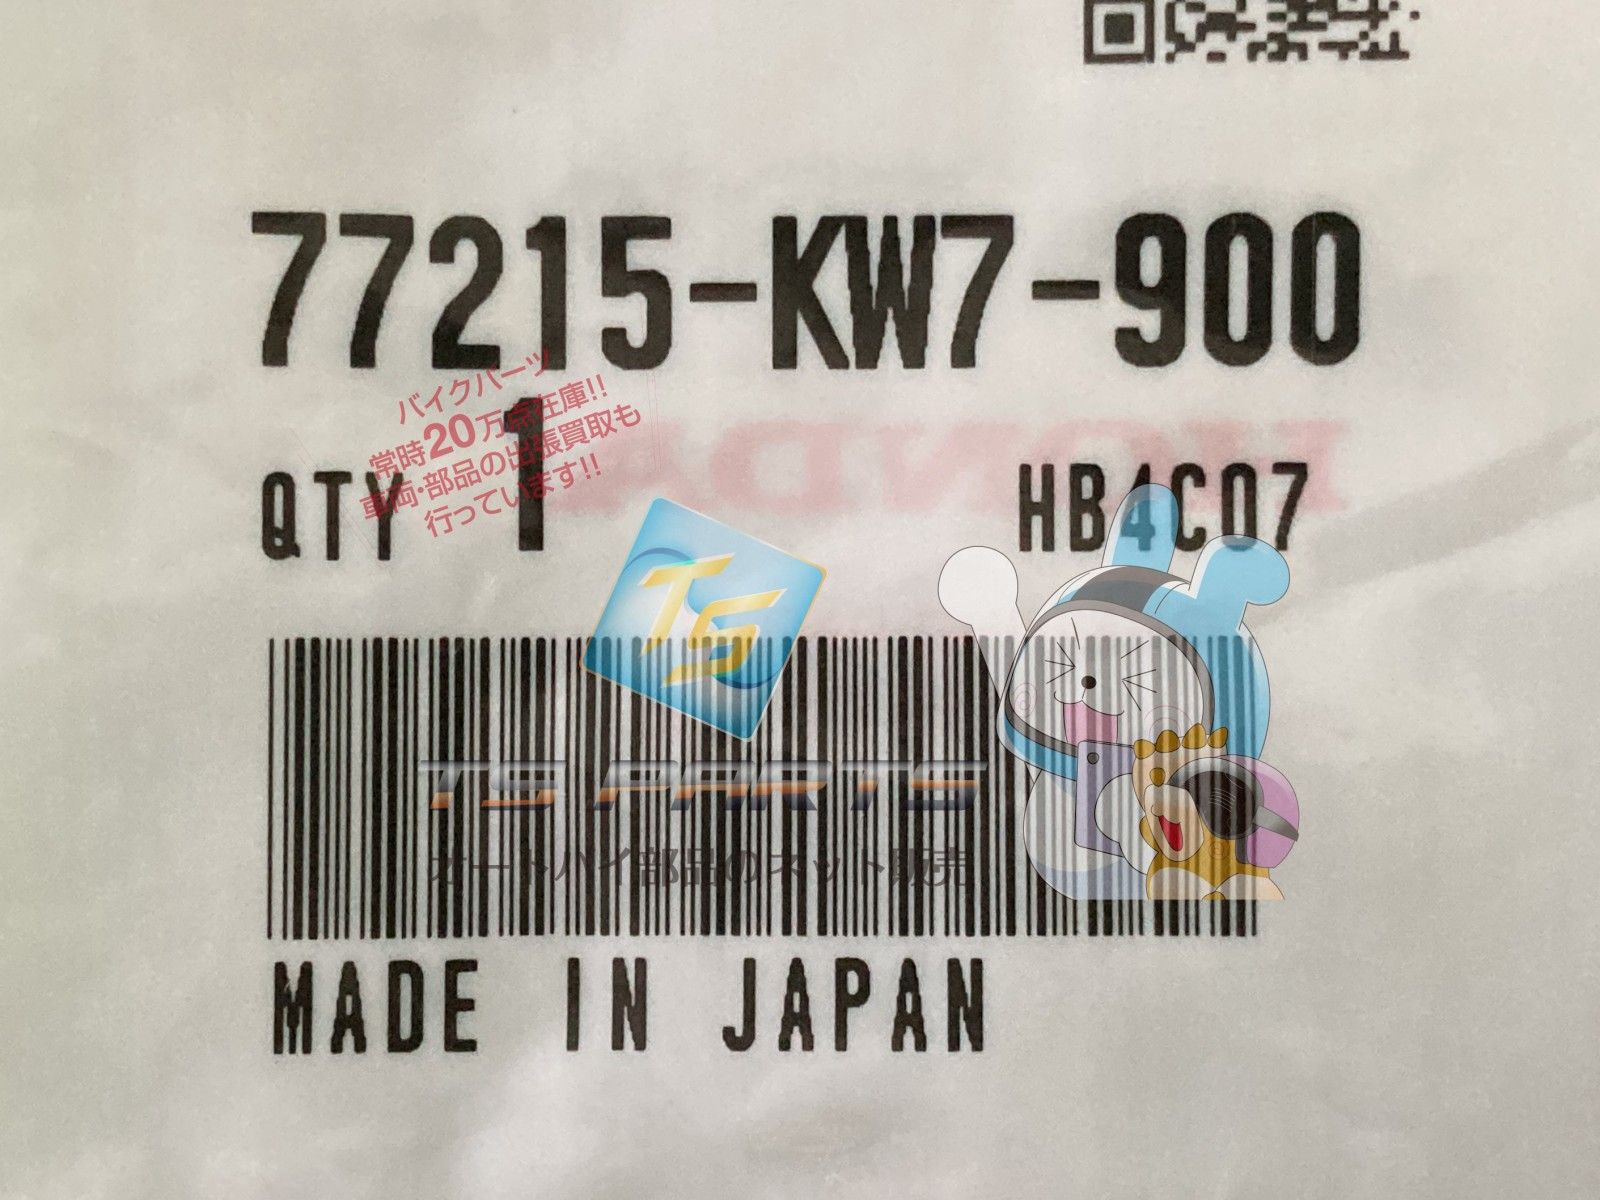 77215-KW7-900
バイクパーツ
常時20万点在庫!!
車両・部品の出張買取も
行っています!!
HONDA
QTY 1 HB4C07
TS
TS PARTS
オートバイ部品のネット販売
MADE IN JAPAN